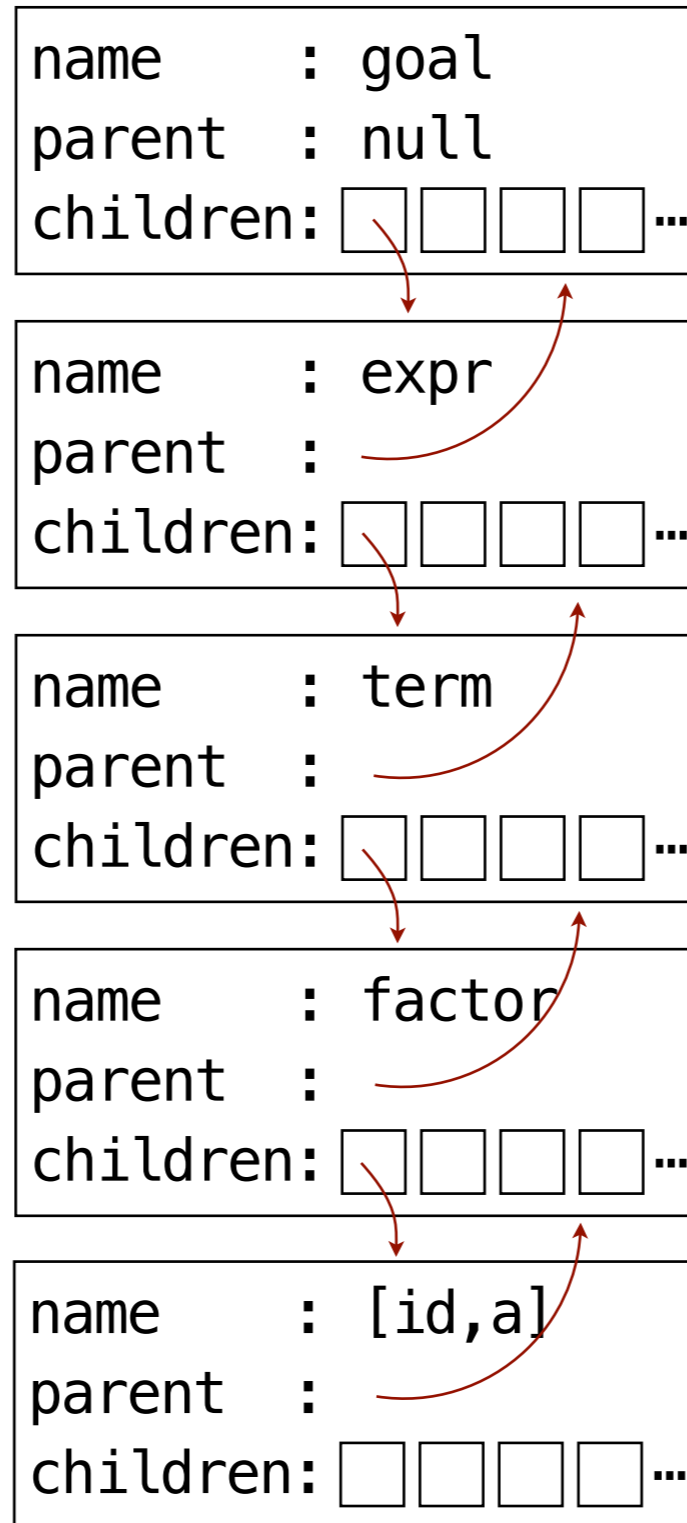 name : goal
parent : null
children: …
name : expr
parent :
children: …
name : term
parent :
children: …
name : factor
parent :
children: …
name : [id,a]
parent :
children: …